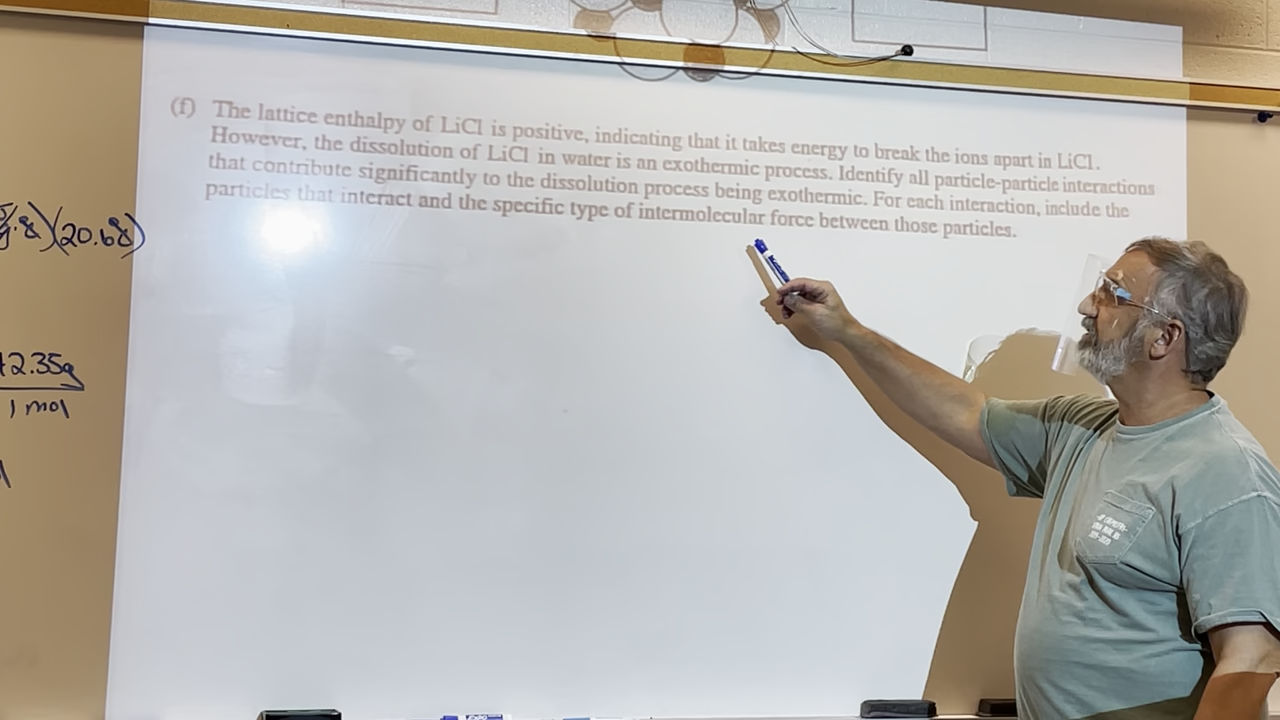 (f) The lattice enthalpy of LiCl is positive, indicating that it takes energy to break the ions apart in LiCl.
However, the dissolution of LiCl in water is an exothermic process. Identify all particle-particle interactions
that contribute significantly to the dissolution process being exothermic. For each interaction, include the
particles that interact and the specific type of intermolecular force between those particles.
)(20.68)
2.35g
1 mol